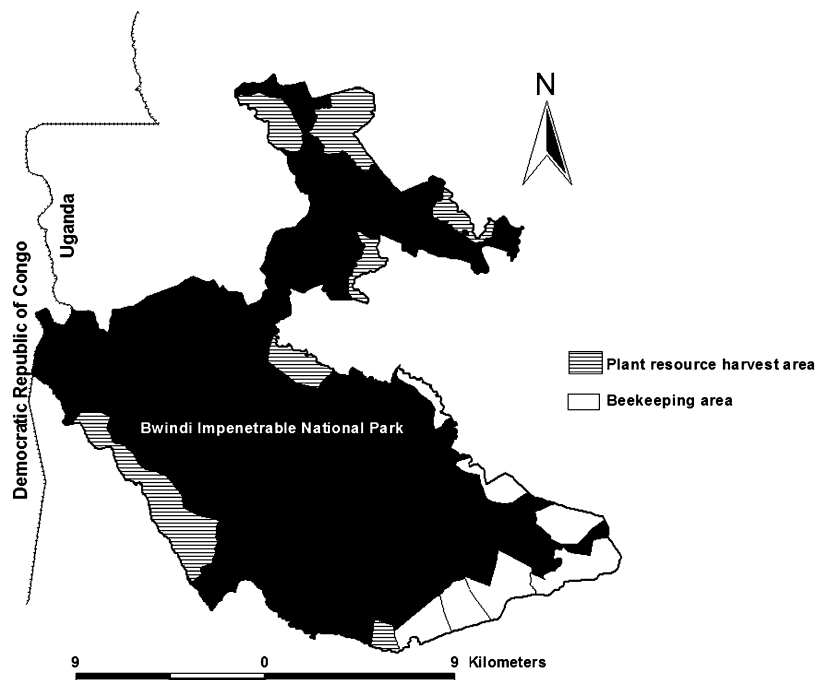 N
Uganda
Democratic Republic of Congo
Plant resource harvest area
Beekeeping area
Bwindi Impenetrable National Park
9 0 9 Kilometers